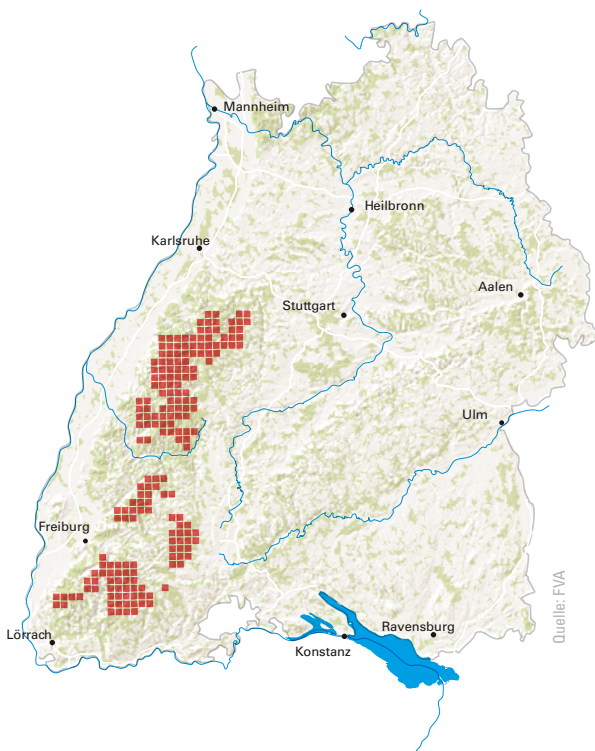 Mannheim
Heilbronn
Karlsruhe
Aalen
Stuttgart
Ulm
Freiburg
Quelle: FVA
Ravensburg
Lörrach
Konstanz